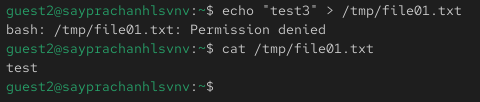 guest2@sayprachanhlsvnv:~$ echo "test3" > /tmp/file01.txt
bash: /tmp/file01.txt: Permission denied
guest2@sayprachanhlsvnv:~$ cat /tmp/file01.txt
test
guest2@sayprachanhlsvnv:~$